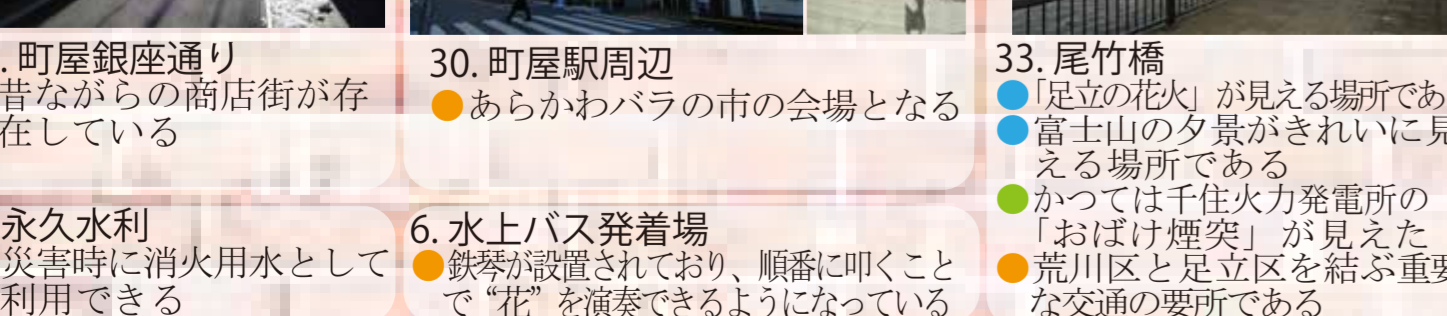 . 町屋銀座通り
昔ながらの商店街が存
在している
永久水利
災害時に消火用水として
利用できる
30. 町屋駅周辺
●あらかわバラの市の会場となる
6. 水上バス発着場
●鉄琴が設置されており、順番に叩くこと
で“花”を演奏できるようになっている
33. 尾竹橋
●「足立の花火」が見える場所であ
●富士山の夕景がきれいに見
える場所である
●かつては千住火力発電所の
「おばけ煙突」が見えた
●荒川区と足立区を結ぶ重要
な交通の要所である